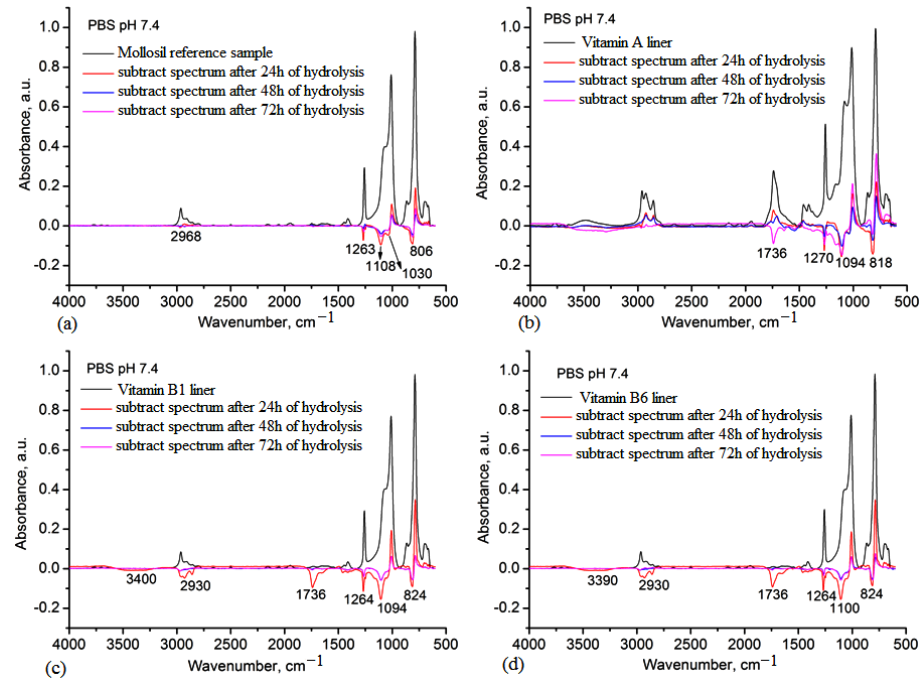 PBS pH 7.4
Mollosil reference sample
subtract spectrum after 24h of hydrolysis
subtract spectrum after 48h of hydrolysis
subtract spectrum after 72h of hydrolysis
Absorbance, a.u.
1.0
0.8
0.6
0.4
0.2
0.0
-0.2
2968
1263
1108
1030
806
4000 3500 3000 2500 2000 1500 1000 500
(a)
Wavenumber, cm⁻¹
PBS pH 7.4
Vitamin A liner
subtract spectrum after 24h of hydrolysis
subtract spectrum after 48h of hydrolysis
subtract spectrum after 72h of hydrolysis
Absorbance, a.u.
1.0
0.8
0.6
0.4
0.2
0.0
-0.2
1736
1270
1094
818
4000 3500 3000 2500 2000 1500 1000 500
(b)
Wavenumber, cm⁻¹
PBS pH 7.4
Vitamin B1 liner
subtract spectrum after 24h of hydrolysis
subtract spectrum after 48h of hydrolysis
subtract spectrum after 72h of hydrolysis
Absorbance, a.u.
1.0
0.8
0.6
0.4
0.2
0.0
-0.2
3400
2930
1736
1264
1094
824
4000 3500 3000 2500 2000 1500 1000 500
(c)
Wavenumber, cm⁻¹
PBS pH 7.4
Vitamin B6 liner
subtract spectrum after 24h of hydrolysis
subtract spectrum after 48h of hydrolysis
subtract spectrum after 72h of hydrolysis
Absorbance, a.u.
1.0
0.8
0.6
0.4
0.2
0.0
-0.2
3390
2930
1736
1264
1100
824
4000 3500 3000 2500 2000 1500 1000 500
(d)
Wavenumber, cm⁻¹